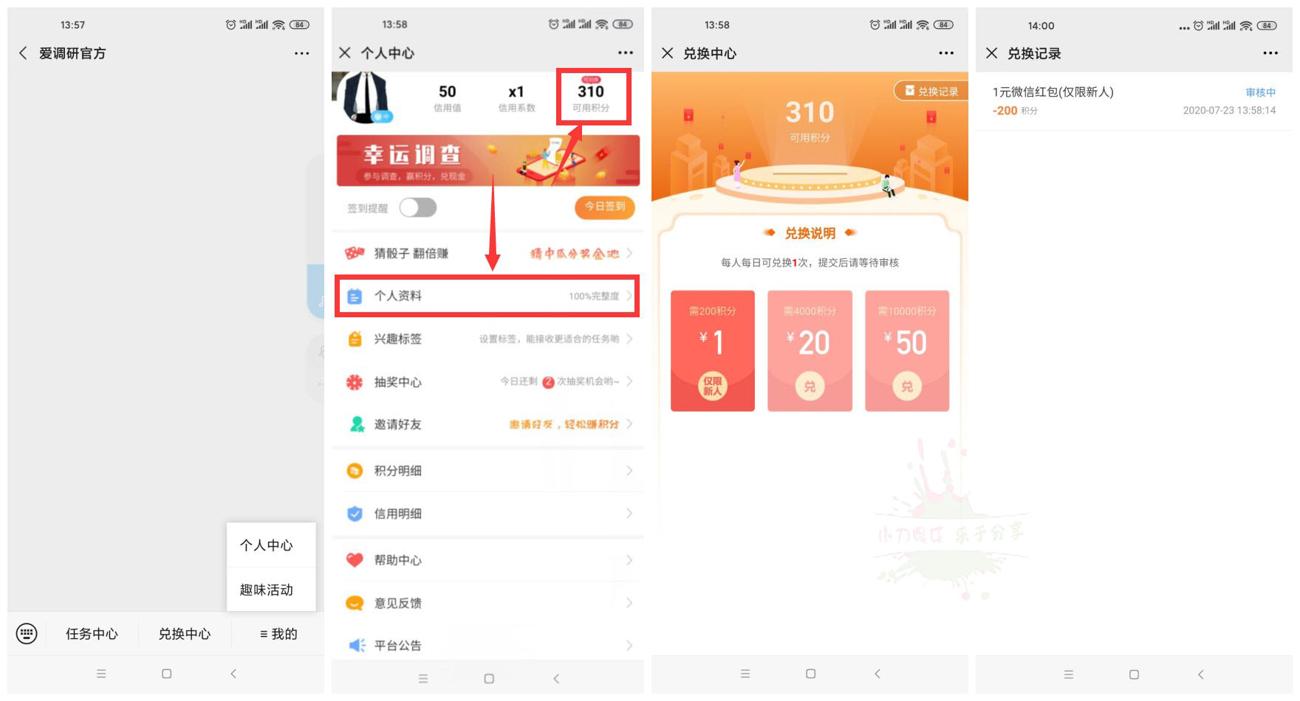 13:57
84
爱调研官方
个人中心
趣味活动
任务中心
兑换中心
≡ 我的
13:58
84
个人中心
50
信用值
x1
信用系数
310
可用积分
幸运调查
参与调查，赢积分，兑现金
签到提醒
今日签到
猜骰子 翻倍赚
猜中瓜分奖金池
个人资料
100%完整度
兴趣标签
设置标签，能接收更适合的任务哟
抽奖中心
今日还剩 2 次抽奖机会哟~
邀请好友
邀请好友，轻松赚积分
积分明细
信用明细
帮助中心
意见反馈
平台公告
13:58
84
兑换中心
兑换记录
310
可用积分
兑换说明
每人每日可兑换1次，提交后请等待审核
需200积分
¥ 1
仅限
新人
需4000积分
¥ 20
兑
需10000积分
¥ 50
兑
乐于分享
14:00
84
兑换记录
1元微信红包(仅限新人)
审核中
-200 积分
2020-07-23 13:58:14